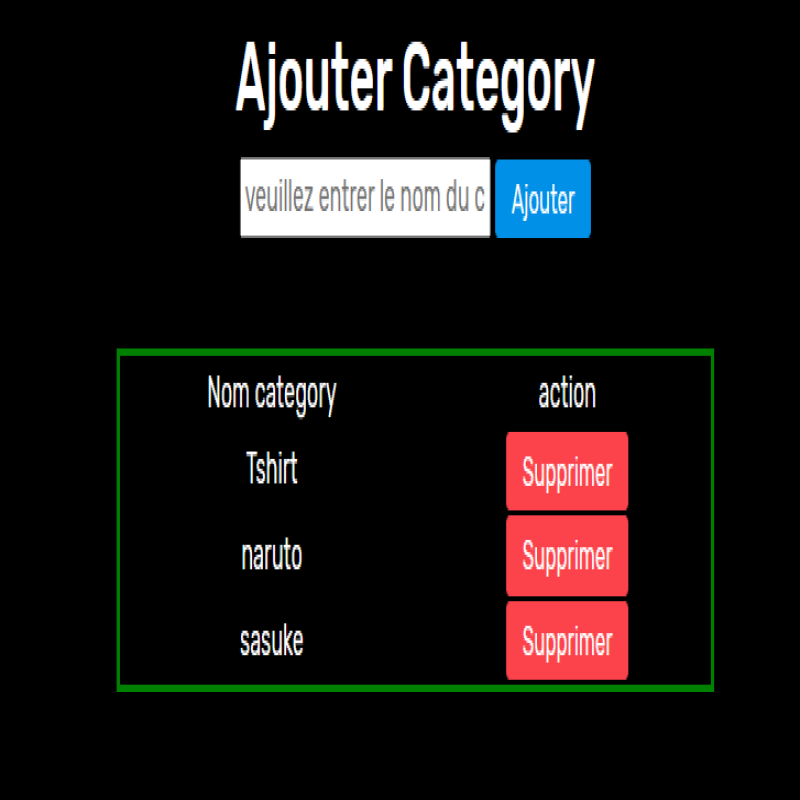 Ajouter Category
veuillez entrer le nom du c Ajouter
Nom category action
Tshirt Supprimer
naruto Supprimer
sasuke Supprimer